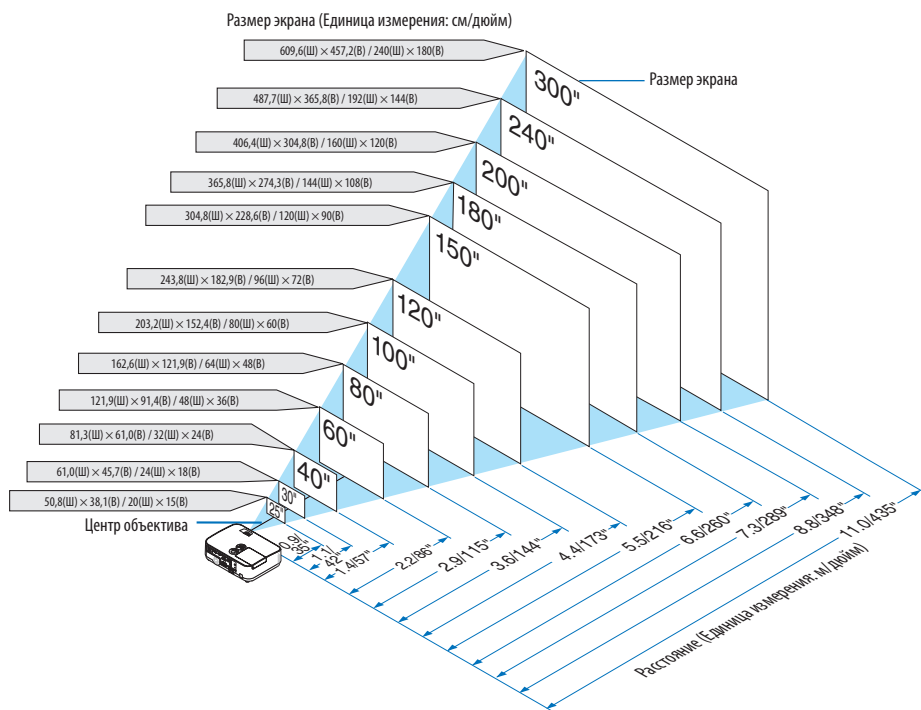 Размер экрана (Единица измерения: см/дюйм)
609,6(Ш) × 457,2(В) / 240(Ш) × 180(В)
Размер экрана
300"
487,7(Ш) × 365,8(В) / 192(Ш) × 144(В)
240"
406,4(Ш) × 304,8(В) / 160(Ш) × 120(В)
200"
365,8(Ш) × 274,3(В) / 144(Ш) × 108(В)
180"
304,8(Ш) × 228,6(В) / 120(Ш) × 90(В)
150"
243,8(Ш) × 182,9(В) / 96(Ш) × 72(В)
120"
203,2(Ш) × 152,4(В) / 80(Ш) × 60(В)
100"
162,6(Ш) × 121,9(В) / 64(Ш) × 48(В)
80"
121,9(Ш) × 91,4(В) / 48(Ш) × 36(В)
60"
81,3(Ш) × 61,0(В) / 32(Ш) × 24(В)
40"
61,0(Ш) × 45,7(В) / 24(Ш) × 18(В)
30"
50,8(Ш) × 38,1(В) / 20(Ш) × 15(В)
25"
Центр объектива
0.9/
1.1/
42"
1.4/57"
2.2/86"
2.9/115"
3.6/144"
4.4/173"
5.5/216"
6.6/260"
7.3/289"
8.8/348"
11.0/435"
Расстояние (Единица измерения: м/дюйм)